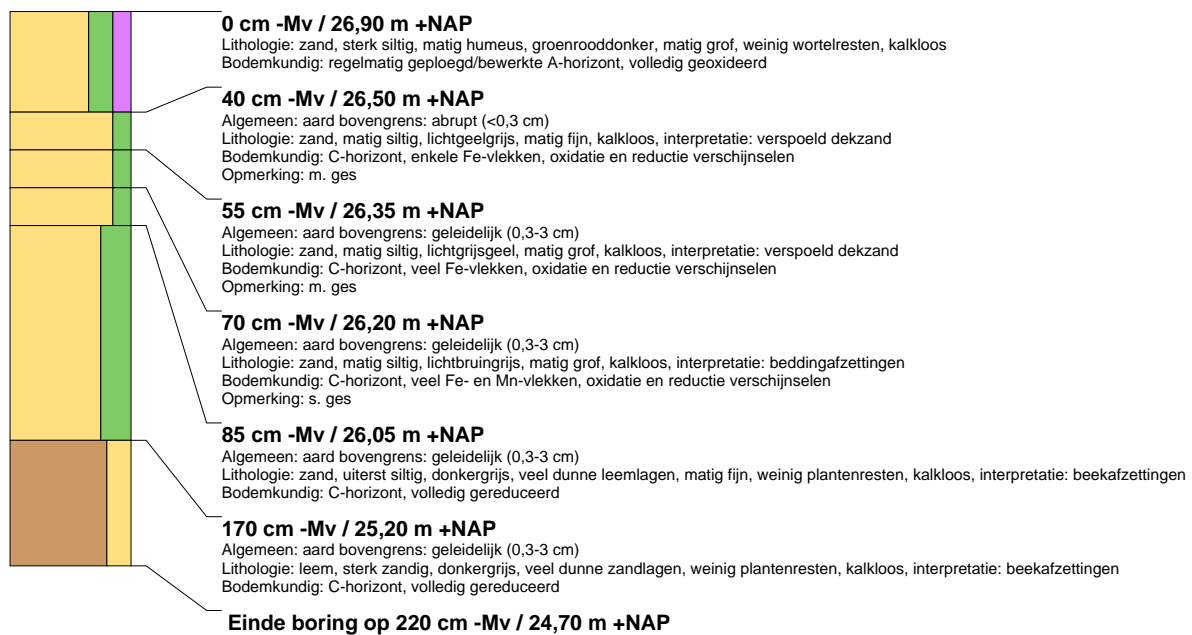 0 cm -Mv / 26,90 m +NAP
Lithologie: zand, sterk siltig, matig humeus, groenrooddonker, matig grof, weinig wortelresten, kalkloos
Bodemkundig: regelmatig geploegd/bewerkte A-horizont, volledig geoxideerd
40 cm -Mv / 26,50 m +NAP
Algemeen: aard bovengrens: abrupt (<0,3 cm)
Lithologie: zand, matig siltig, lichtgeelgrijs, matig fijn, kalkloos, interpretatie: verspoeld dekzand
Bodemkundig: C-horizont, enkele Fe-vlekken, oxidatie en reductie verschijnselen
Opmerking: m. ges
55 cm -Mv / 26,35 m +NAP
Algemeen: aard bovengrens: geleidelijk (0,3-3 cm)
Lithologie: zand, matig siltig, lichtgrijsgeel, matig grof, kalkloos, interpretatie: verspoeld dekzand
Bodemkundig: C-horizont, veel Fe-vlekken, oxidatie en reductie verschijnselen
Opmerking: m. ges
70 cm -Mv / 26,20 m +NAP
Algemeen: aard bovengrens: geleidelijk (0,3-3 cm)
Lithologie: zand, matig siltig, lichtbruingrijs, matig grof, kalkloos, interpretatie: beddingafzettingen
Bodemkundig: C-horizont, veel Fe- en Mn-vlekken, oxidatie en reductie verschijnselen
Opmerking: s. ges
85 cm -Mv / 26,05 m +NAP
Algemeen: aard bovengrens: geleidelijk (0,3-3 cm)
Lithologie: zand, uiterst siltig, donkergrijs, veel dunne leemlagen, matig fijn, weinig plantenresten, kalkloos, interpretatie: beekafzettingen
Bodemkundig: C-horizont, volledig gereduceerd
170 cm -Mv / 25,20 m +NAP
Algemeen: aard bovengrens: geleidelijk (0,3-3 cm)
Lithologie: leem, sterk zandig, donkergrijs, veel dunne zandlagen, weinig plantenresten, kalkloos, interpretatie: beekafzettingen
Bodemkundig: C-horizont, volledig gereduceerd
Einde boring op 220 cm -Mv / 24,70 m +NAP